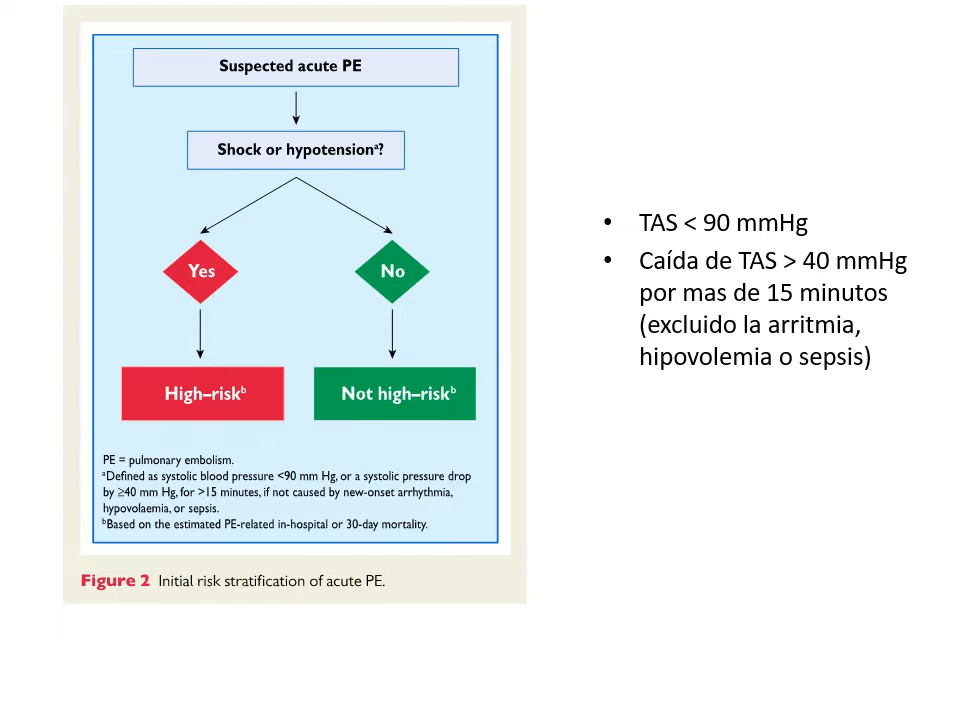 Suspected acute PE
Shock or hypotensionᵃ?
Yes
No
High–riskᵇ
Not high–riskᵇ
PE = pulmonary embolism.
ᵃDefined as systolic blood pressure <90 mm Hg, or a systolic pressure drop
by ≥40 mm Hg, for >15 minutes, if not caused by new-onset arrhythmia,
hypovolaemia, or sepsis.
ᵇBased on the estimated PE-related in-hospital or 30-day mortality.
Figure 2 Initial risk stratification of acute PE.
• TAS < 90 mmHg
• Caída de TAS > 40 mmHg
por mas de 15 minutos
(excluido la arritmia,
hipovolemia o sepsis)